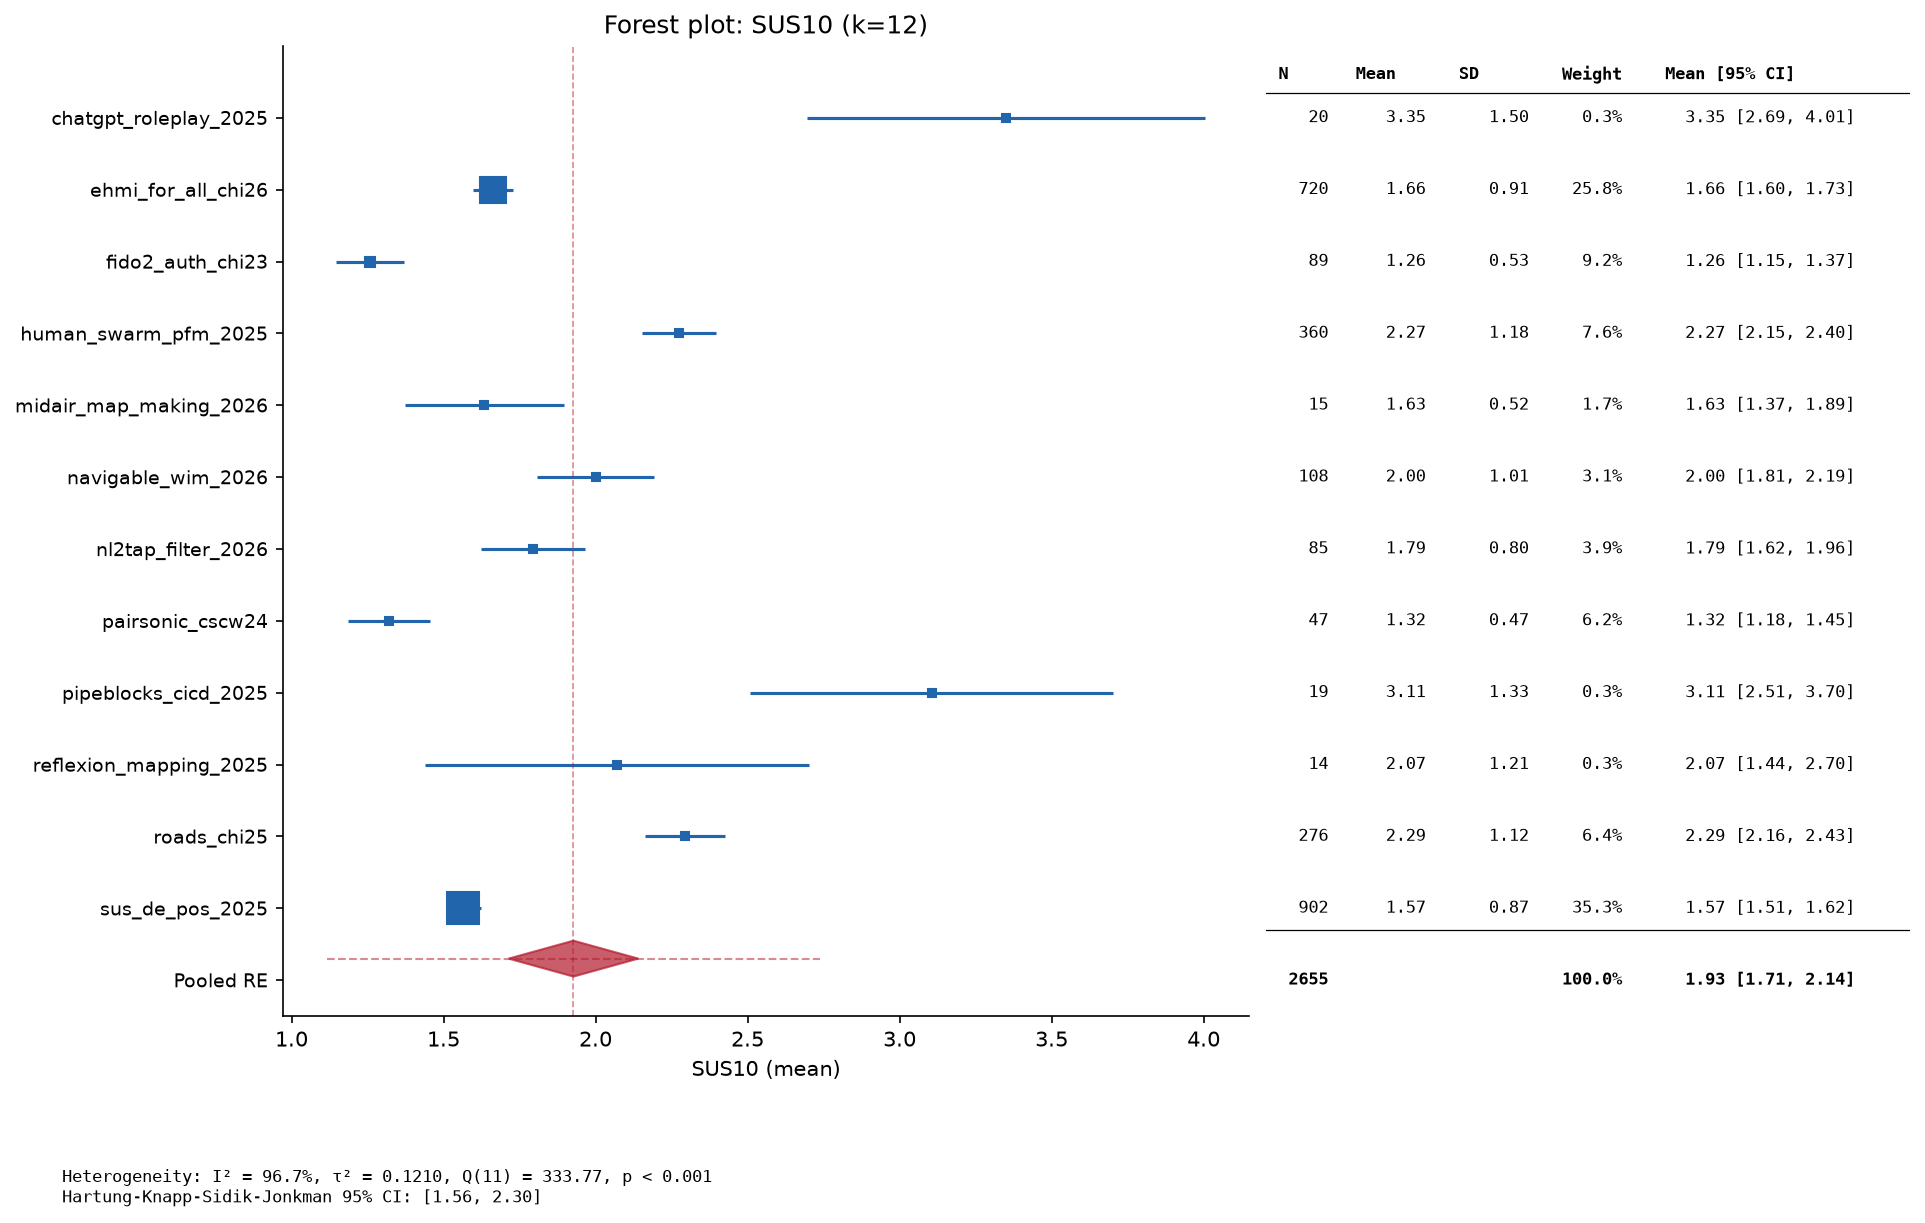 Forest plot: SUS10 (k=12)
N Mean SD Weight Mean [95% CI]
chatgpt_roleplay_2025 20 3.35 1.50 0.3% 3.35 [2.69, 4.01]
ehmi_for_all_chi26 720 1.66 0.91 25.8% 1.66 [1.60, 1.73]
fido2_auth_chi23 89 1.26 0.53 9.2% 1.26 [1.15, 1.37]
human_swarm_pfm_2025 360 2.27 1.18 7.6% 2.27 [2.15, 2.40]
midair_map_making_2026 15 1.63 0.52 1.7% 1.63 [1.37, 1.89]
navigable_wim_2026 108 2.00 1.01 3.1% 2.00 [1.81, 2.19]
nl2tap_filter_2026 85 1.79 0.80 3.9% 1.79 [1.62, 1.96]
pairsonic_cscw24 47 1.32 0.47 6.2% 1.32 [1.18, 1.45]
pipeblocks_cicd_2025 19 3.11 1.33 0.3% 3.11 [2.51, 3.70]
reflexion_mapping_2025 14 2.07 1.21 0.3% 2.07 [1.44, 2.70]
roads_chi25 276 2.29 1.12 6.4% 2.29 [2.16, 2.43]
sus_de_pos_2025 902 1.57 0.87 35.3% 1.57 [1.51, 1.62]
Pooled RE 2655 100.0% 1.93 [1.71, 2.14]
1.0 1.5 2.0 2.5 3.0 3.5 4.0
SUS10 (mean)
Heterogeneity: I² = 96.7%, τ² = 0.1210, Q(11) = 333.77, p < 0.001
Hartung-Knapp-Sidik-Jonkman 95% CI: [1.56, 2.30]